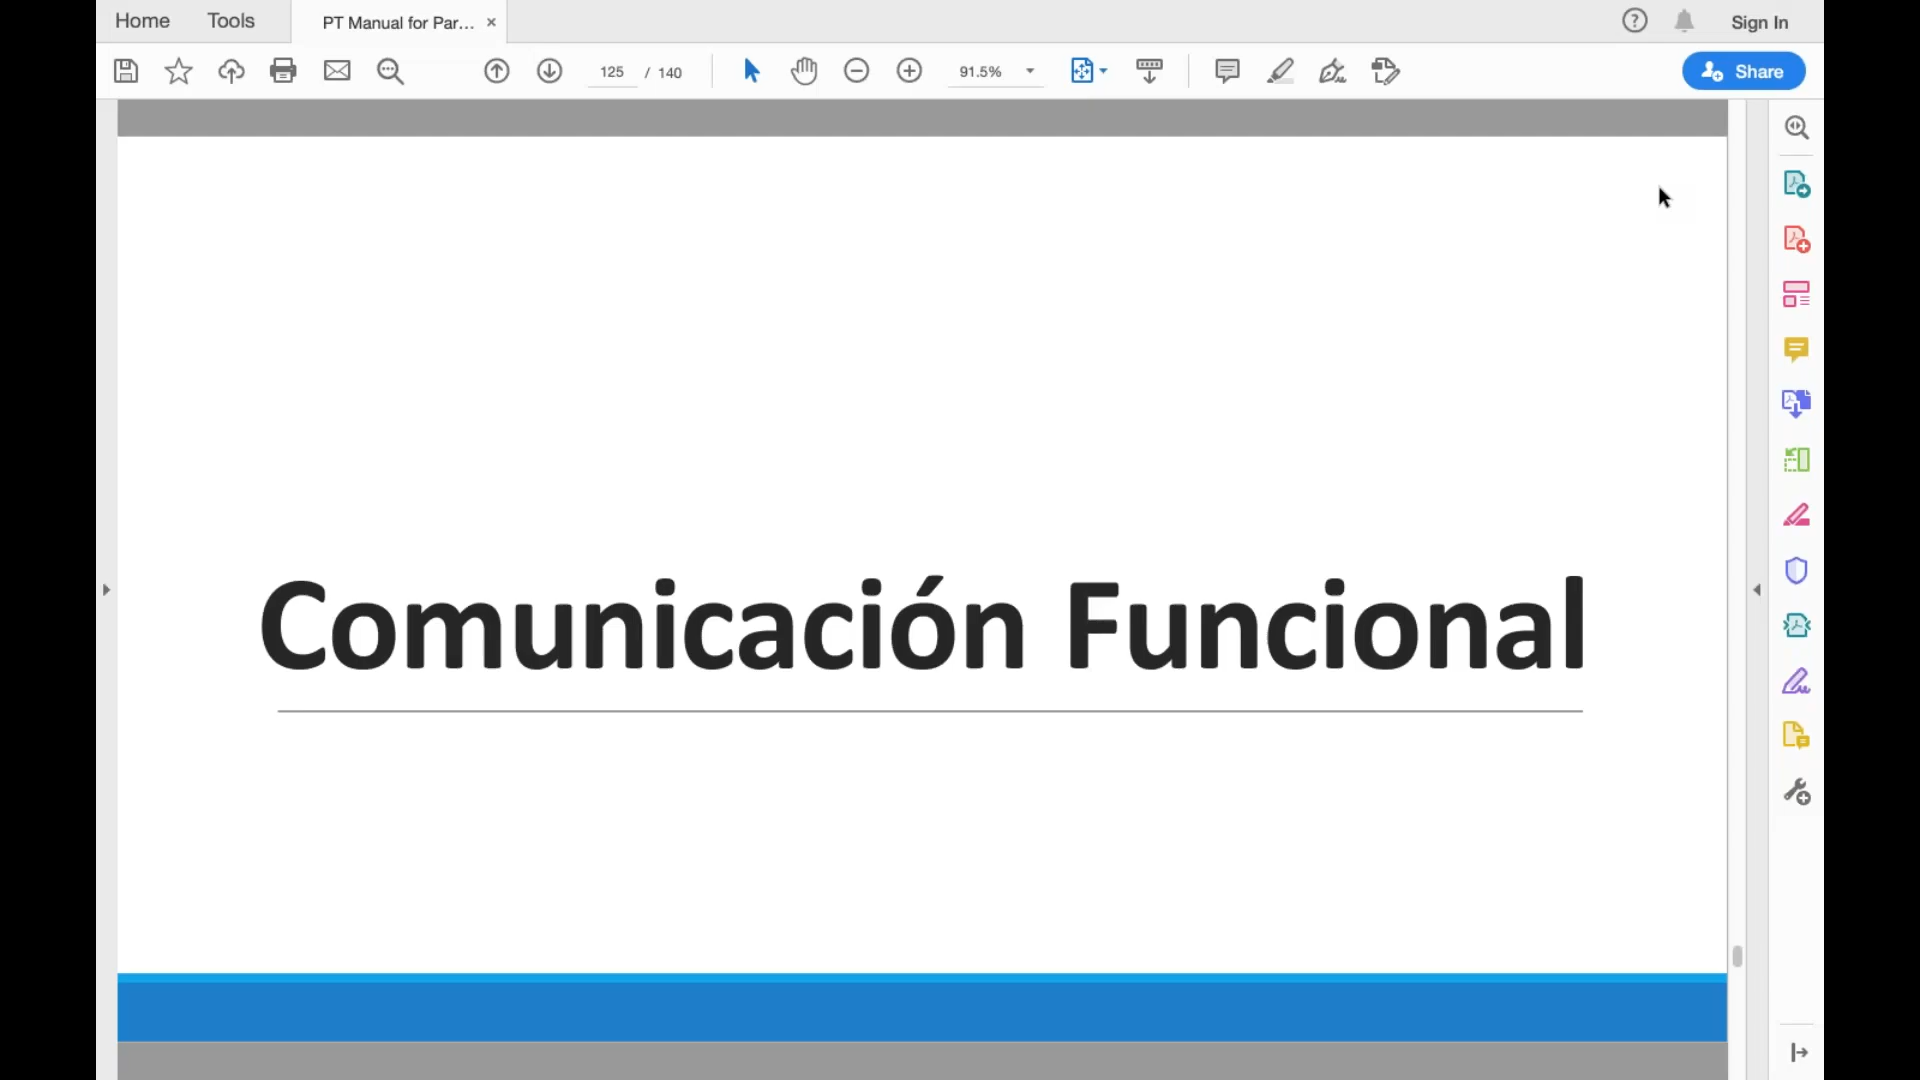 Home Tools PT Manual for Par... × Sign In
125 / 140 91.5% Share
Comunicación Funcional